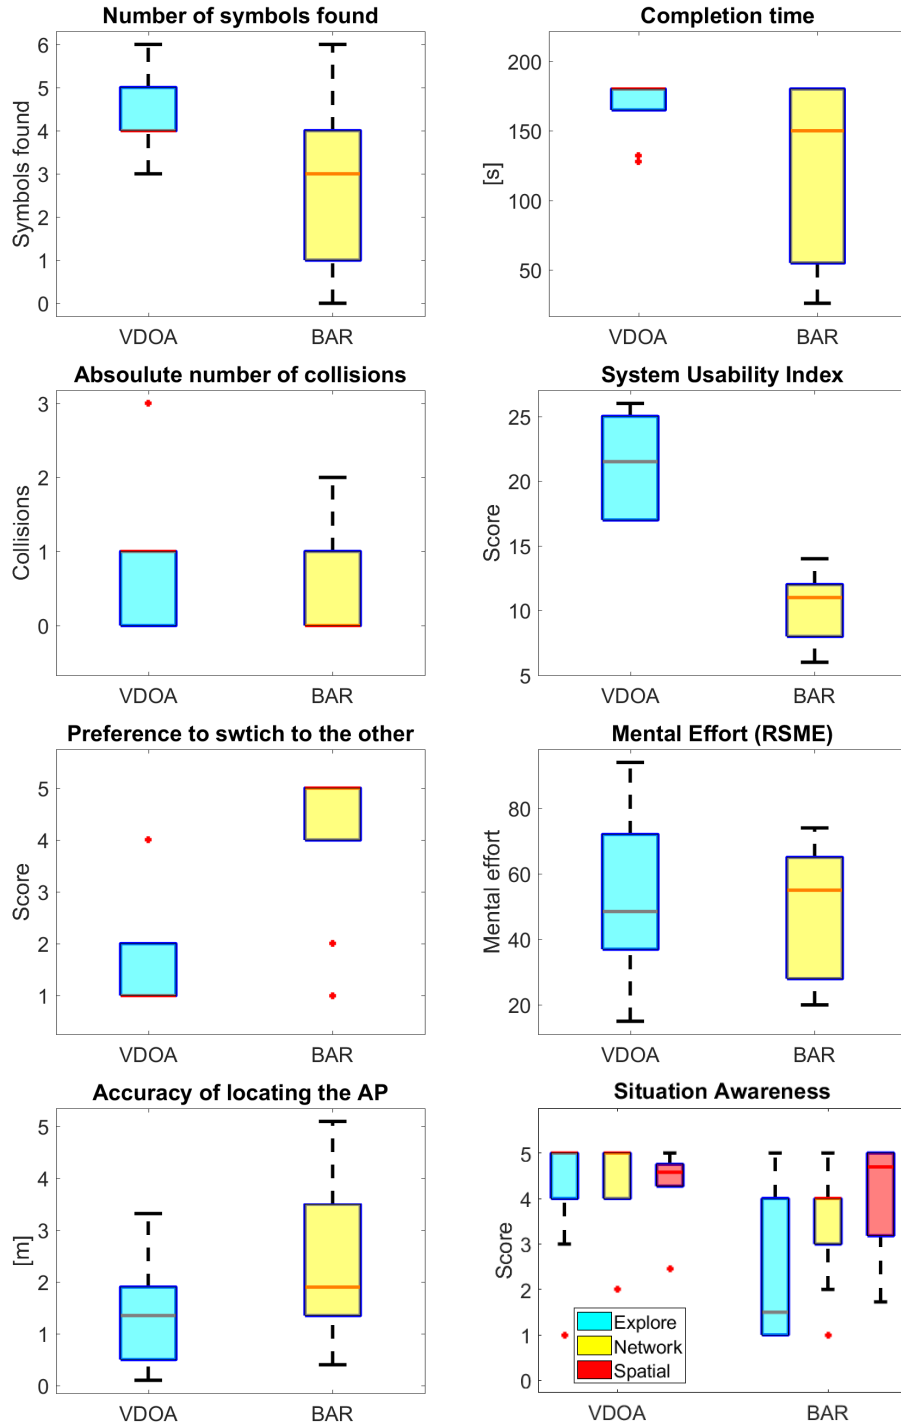 Number of symbols found
Symbols found
6
5
4
3
2
1
0
VDOA
BAR
Completion time
[s]
200
150
100
50
VDOA
BAR
Absoulute number of collisions
Collisions
3
2
1
0
VDOA
BAR
System Usability Index
Score
25
20
15
10
5
VDOA
BAR
Preference to swtich to the other
Score
5
4
3
2
1
VDOA
BAR
Mental Effort (RSME)
Mental effort
80
60
40
20
VDOA
BAR
Accuracy of locating the AP
[m]
5
4
3
2
1
0
VDOA
BAR
Situation Awareness
Score
5
4
3
2
1
0
Explore
Network
Spatial
VDOA
BAR